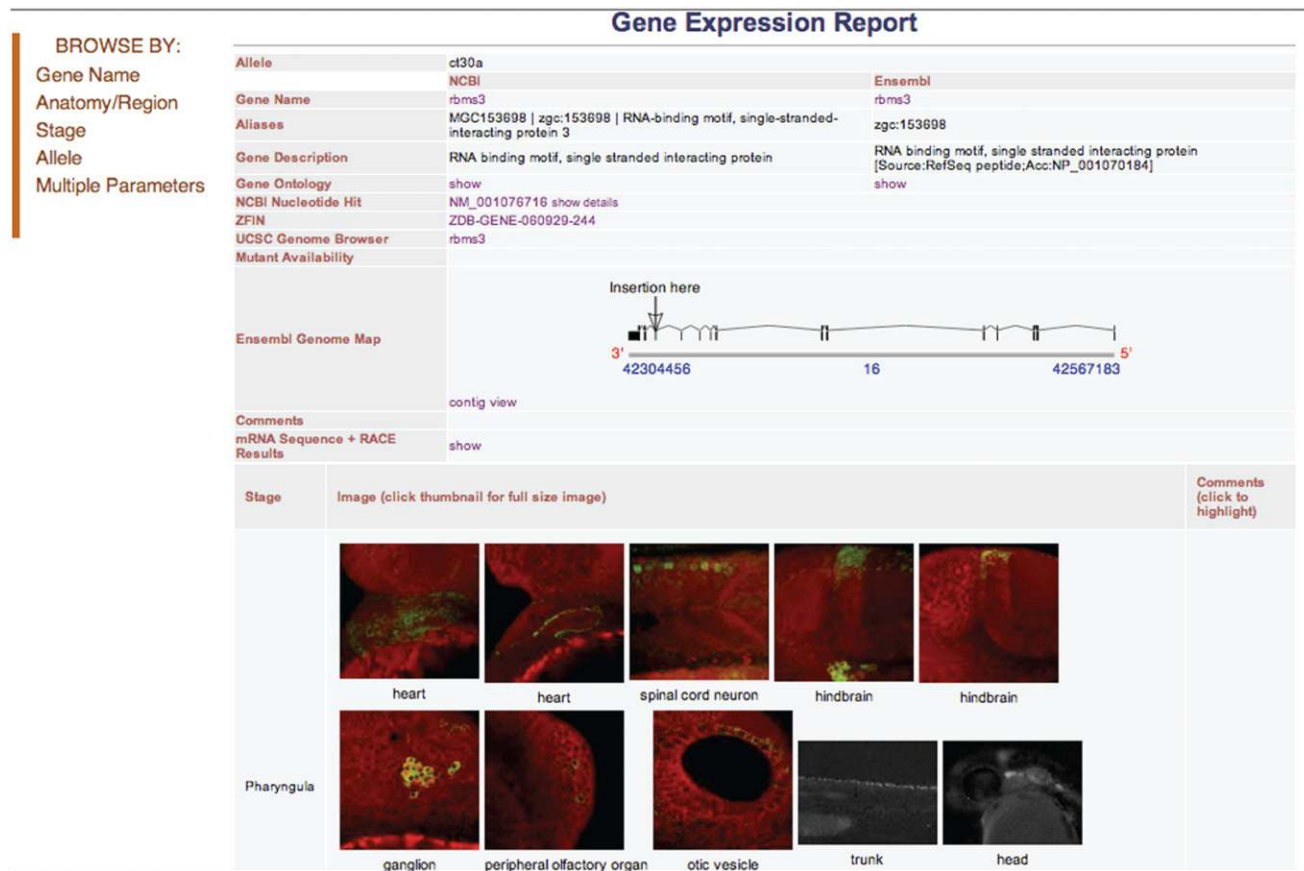 Gene Expression Report
BROWSE BY:
Gene Name
Anatomy/Region
Stage
Allele
Multiple Parameters
Allele ct30a
NCBI Ensembl
Gene Name rbms3 rbms3
Aliases MGC153698 | zgc:153698 | RNA-binding motif, single-stranded-
interacting protein 3 zgc:153698
Gene Description RNA binding motif, single stranded interacting protein RNA binding motif, single stranded interacting protein
[Source:RefSeq peptide;Acc:NP_001070184]
Gene Ontology show show
NCBI Nucleotide Hit NM_001076716 show details
ZFIN ZDB-GENE-060929-244
UCSC Genome Browser rbms3
Mutant Availability
Insertion here
Ensembl Genome Map
3' 5'
42304456 16 42567183
contig view
Comments
mRNA Sequence + RACE
Results show
Stage Image (click thumbnail for full size image) Comments
(click to
highlight)
heart heart spinal cord neuron hindbrain hindbrain
Pharyngula
ganglion peripheral olfactory organ otic vesicle trunk head